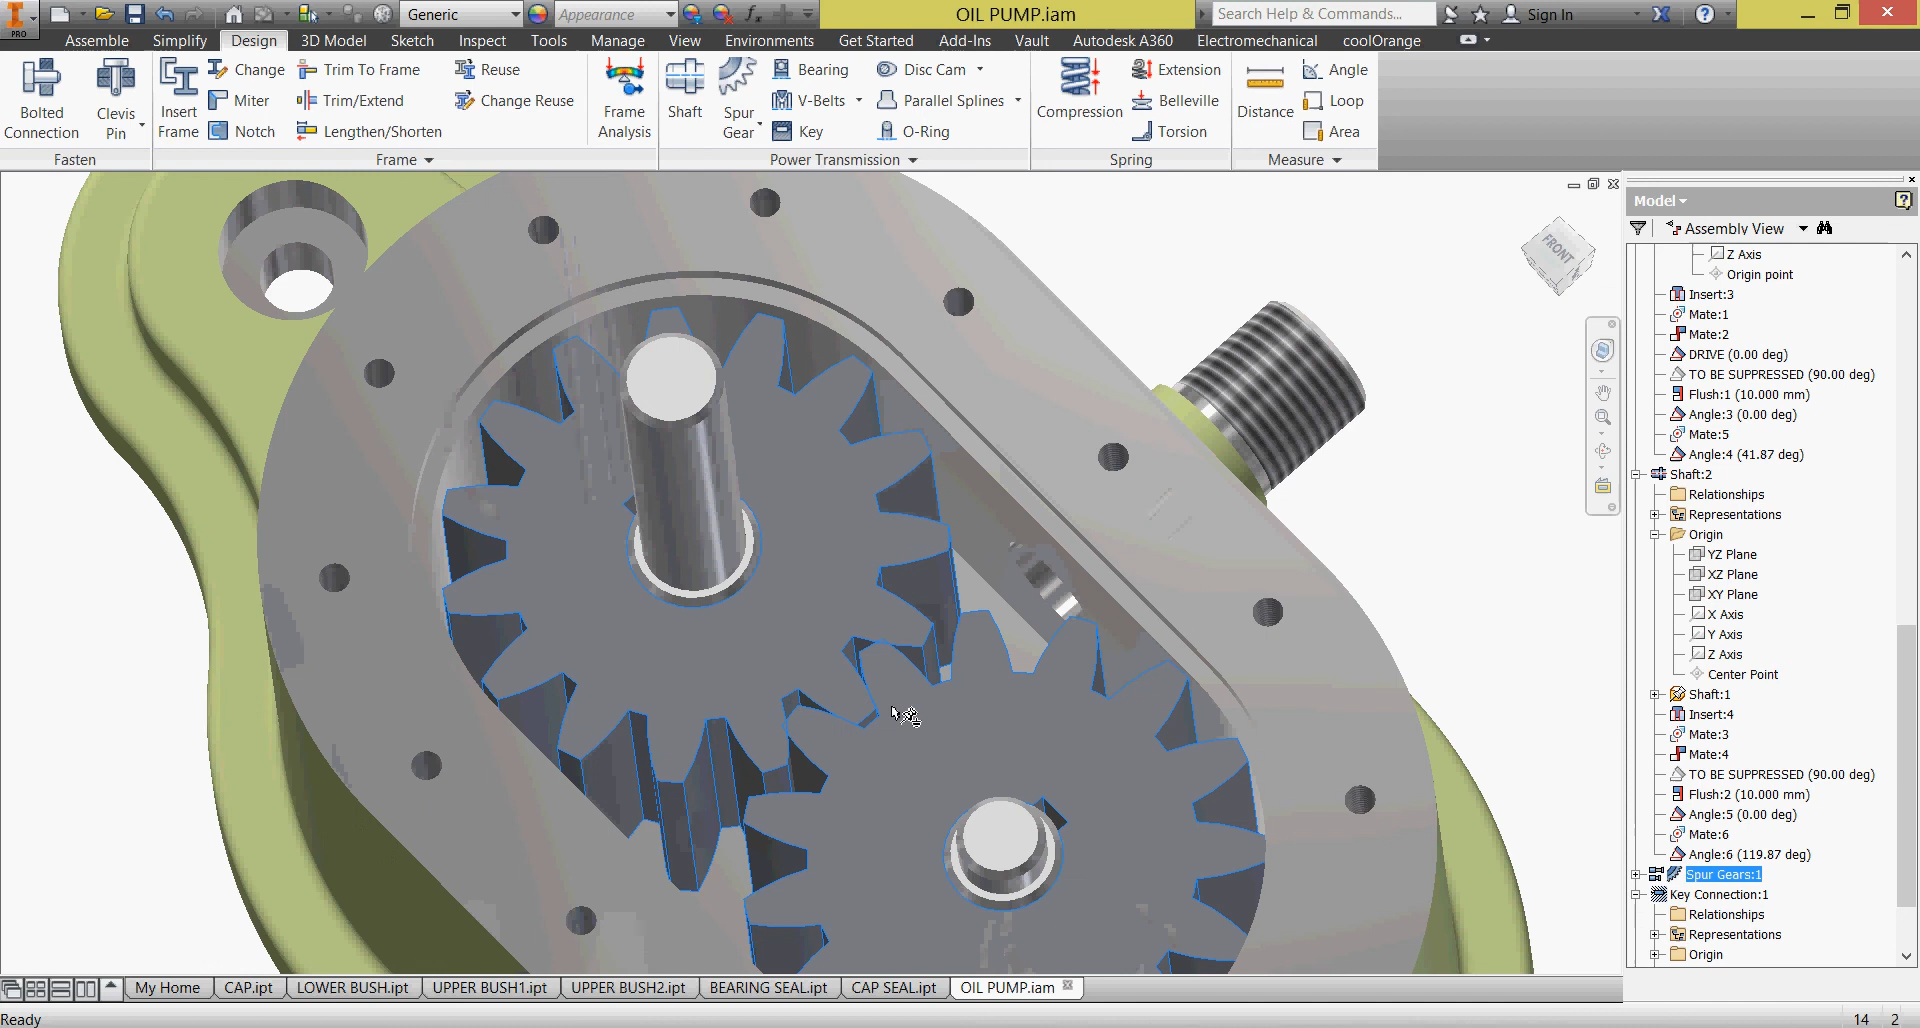 PRO
Generic
Appearance
fx
OIL PUMP.iam
Search Help & Commands...
Sign In
Assemble Simplify Design 3D Model Sketch Inspect Tools Manage View Environments Get Started Add-Ins Vault Autodesk A360 Electromechanical coolOrange
Bolted Connection
Clevis Pin
Fasten
Insert Frame
Change
Miter
Notch
Trim To Frame
Trim/Extend
Lengthen/Shorten
Reuse
Change Reuse
Frame
Frame Analysis
Shaft
Spur Gear
Bearing
V-Belts
Key
Disc Cam
Parallel Splines
O-Ring
Power Transmission
Compression
Extension
Belleville
Torsion
Spring
Distance
Angle
Loop
Area
Measure
FRONT
Model
Assembly View
Z Axis
Origin point
Insert:3
Mate:1
Mate:2
DRIVE (0.00 deg)
TO BE SUPPRESSED (90.00 deg)
Flush:1 (10.000 mm)
Angle:3 (0.00 deg)
Mate:5
Angle:4 (41.87 deg)
Shaft:2
Relationships
Representations
Origin
YZ Plane
XZ Plane
XY Plane
X Axis
Y Axis
Z Axis
Center Point
Shaft:1
Insert:4
Mate:3
Mate:4
TO BE SUPPRESSED (90.00 deg)
Flush:2 (10.000 mm)
Angle:5 (0.00 deg)
Mate:6
Angle:6 (119.87 deg)
Spur Gears:1
Key Connection:1
Relationships
Representations
Origin
My Home CAP.ipt LOWER BUSH.ipt UPPER BUSH1.ipt UPPER BUSH2.ipt BEARING SEAL.ipt CAP SEAL.ipt OIL PUMP.iam
Ready
14 2